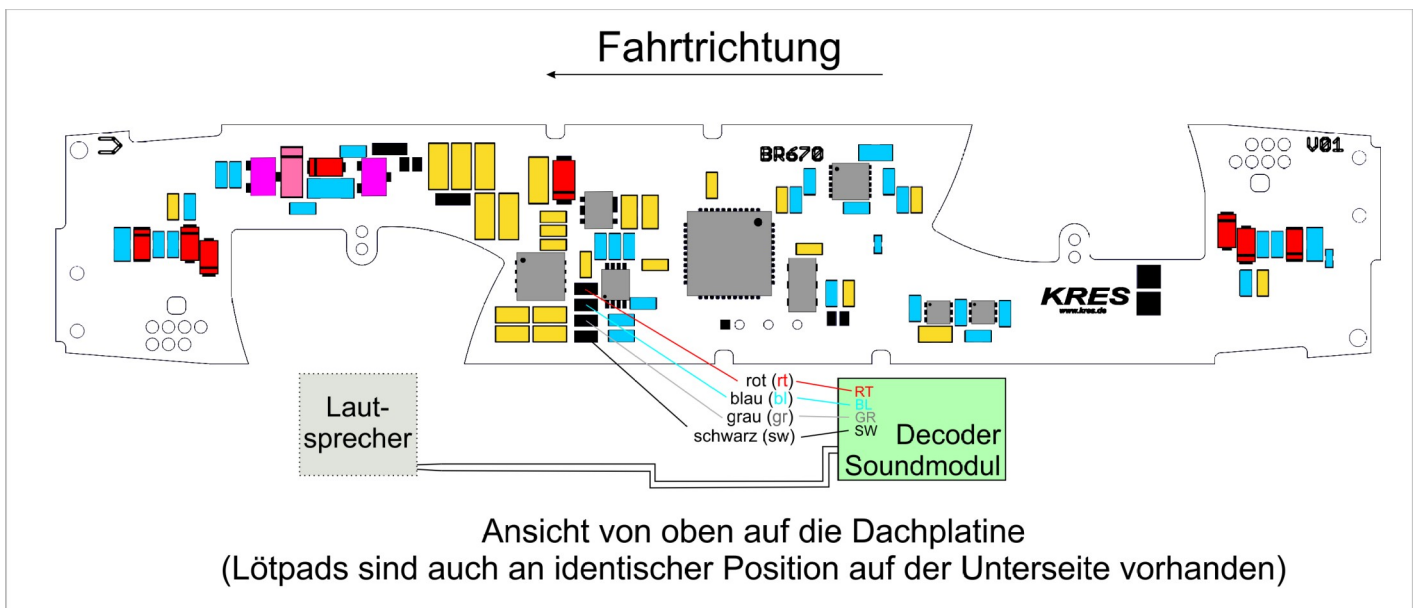 Fahrtrichtung
V
BR670
V01
KRES
www.kres.de
rot (rt)
blau (bl)
grau (gr)
schwarz (sw)
RT
BL
GR
SW
Decoder
Soundmodul
Laut-
sprecher
Ansicht von oben auf die Dachplatine
(Lötpads sind auch an identischer Position auf der Unterseite vorhanden)